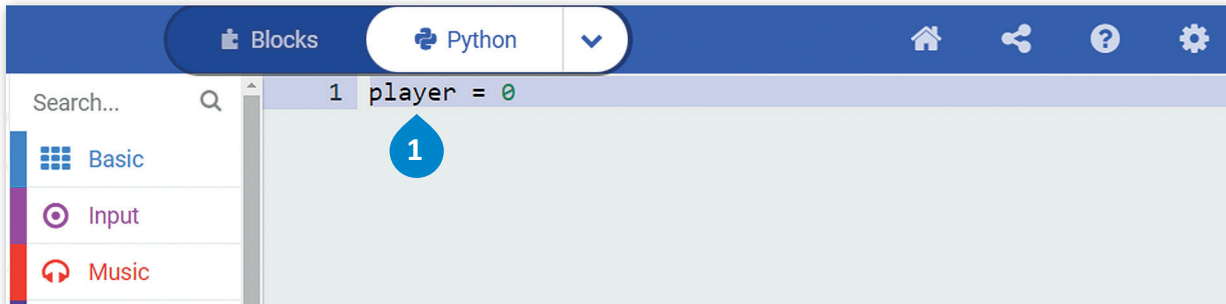 Blocks Python
Search...
1 player = 0
1
Basic
Input
Music